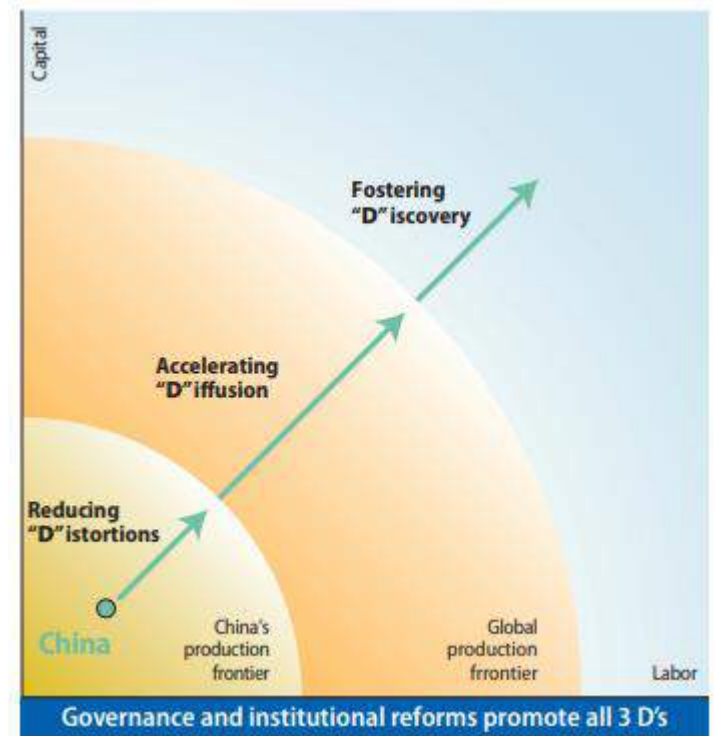 Capital
Fostering
“D”iscovery
Accelerating
“D”iffusion
Reducing
“D”istortions
China
China's
production
frontier
Global
production
frrontier
Labor
Governance and institutional reforms promote all 3 D's